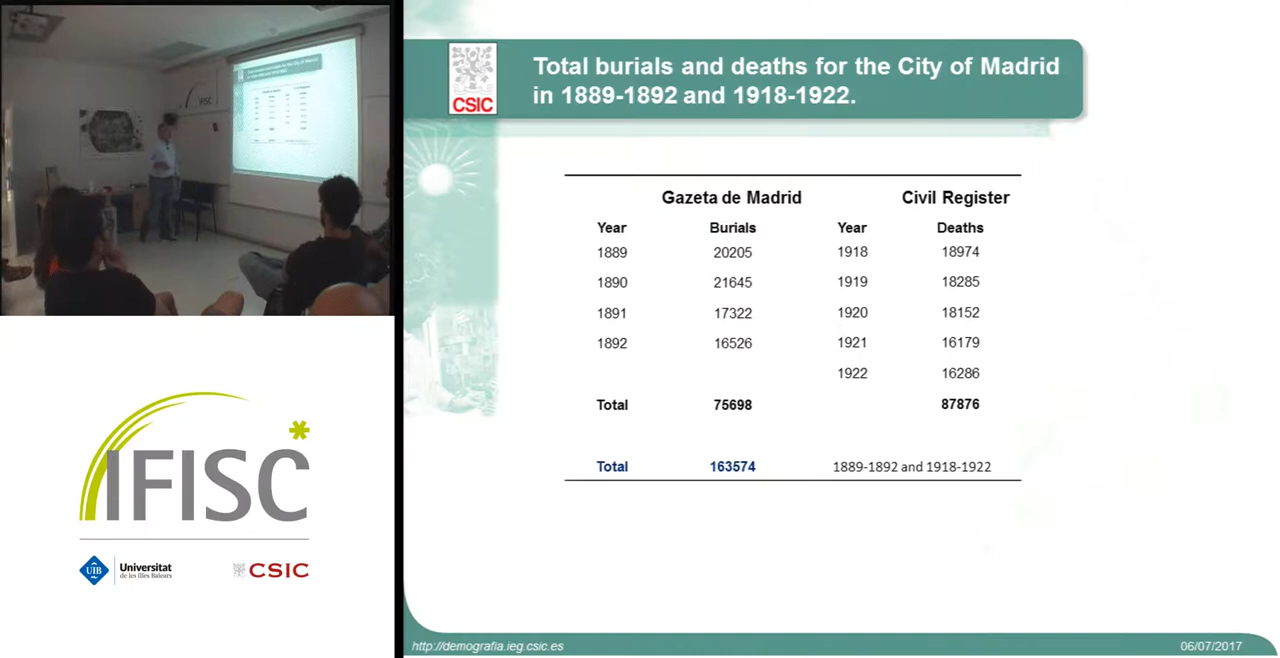 Total burials and deaths for the City of Madrid
in 1889-1892 and 1918-1922.
CSIC
Gazeta de Madrid Civil Register
Year Burials Year Deaths
1889 20205 1918 18974
1890 21645 1919 18285
1891 17322 1920 18152
1892 16526 1921 16179
1922 16286
Total 75698 87876
Total 163574 1889-1892 and 1918-1922
IFISC
UIB Universitat
de les Illes Balears
CSIC
http://demografia.ieg.csic.es 06/07/2017